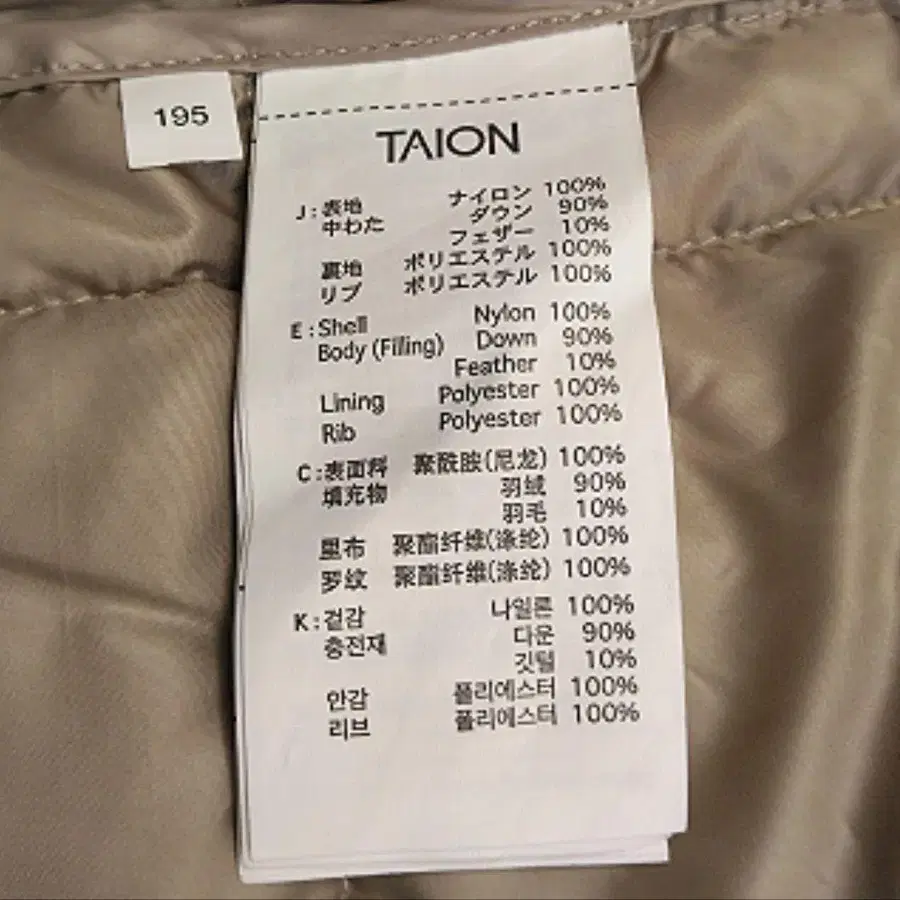 195
TAION
J:表地 ナイロン 100%
中わた ダウン 90%
フェザー 10%
裏地 ポリエステル 100%
リブ ポリエステル 100%
E:Shell Nylon 100%
Body (Filling) Down 90%
Feather 10%
Lining Polyester 100%
Rib Polyester 100%
C:表面料 聚酰胺(尼龙) 100%
填充物 羽绒 90%
羽毛 10%
里布 聚酯纤维(涤纶) 100%
罗纹 聚酯纤维(涤纶) 100%
K:겉감 나일론 100%
충전재 다운 90%
깃털 10%
안감 폴리에스터 100%
리브 폴리에스터 100%